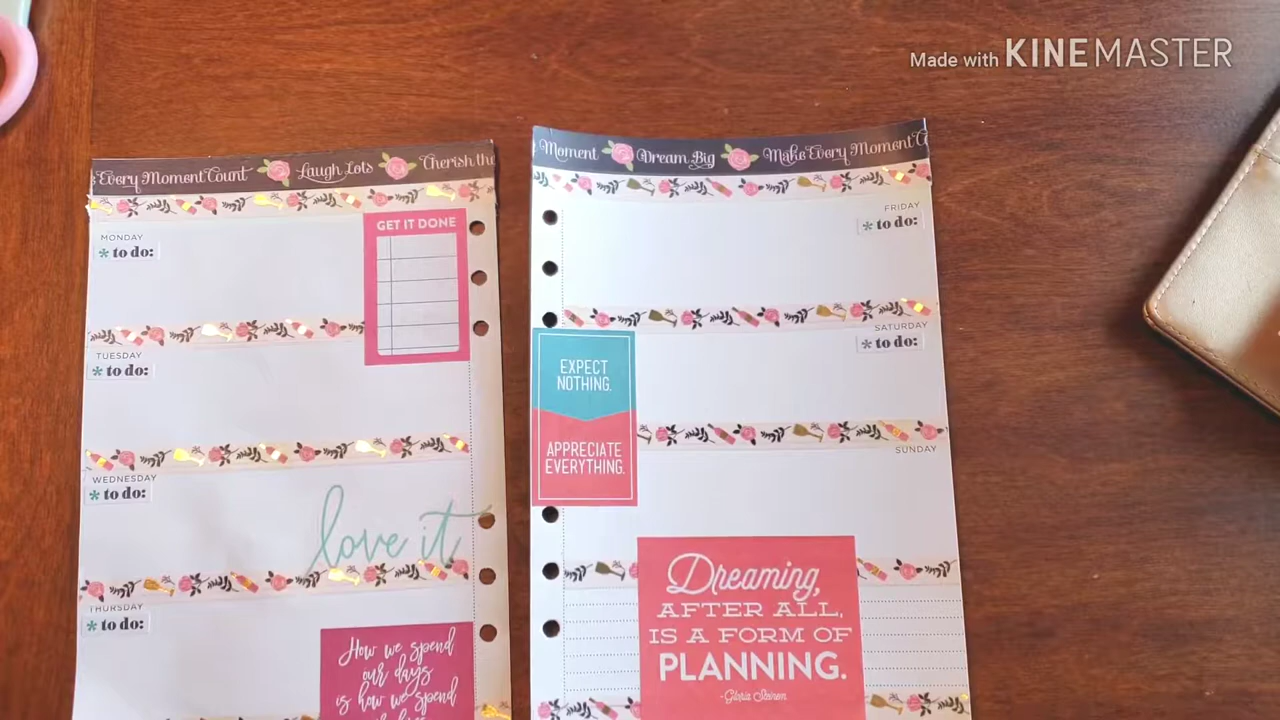 Made with KINEMASTER
Every Moment Count Laugh Lots Cherish the
GET IT DONE
MONDAY
* to do:
TUESDAY
* to do:
WEDNESDAY
* to do:
love it
THURSDAY
* to do:
How we spend
our days
is how we spend
Moment Dream Big Make Every Moment C
FRIDAY
* to do:
SATURDAY
* to do:
EXPECT
NOTHING.
APPRECIATE
EVERYTHING.
SUNDAY
Dreaming,
AFTER ALL,
IS A FORM OF
PLANNING.
- Gloria Steinem